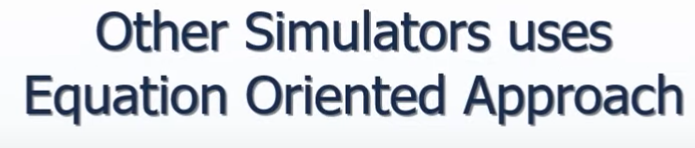 Other Simulators uses
Equation Oriented Approach